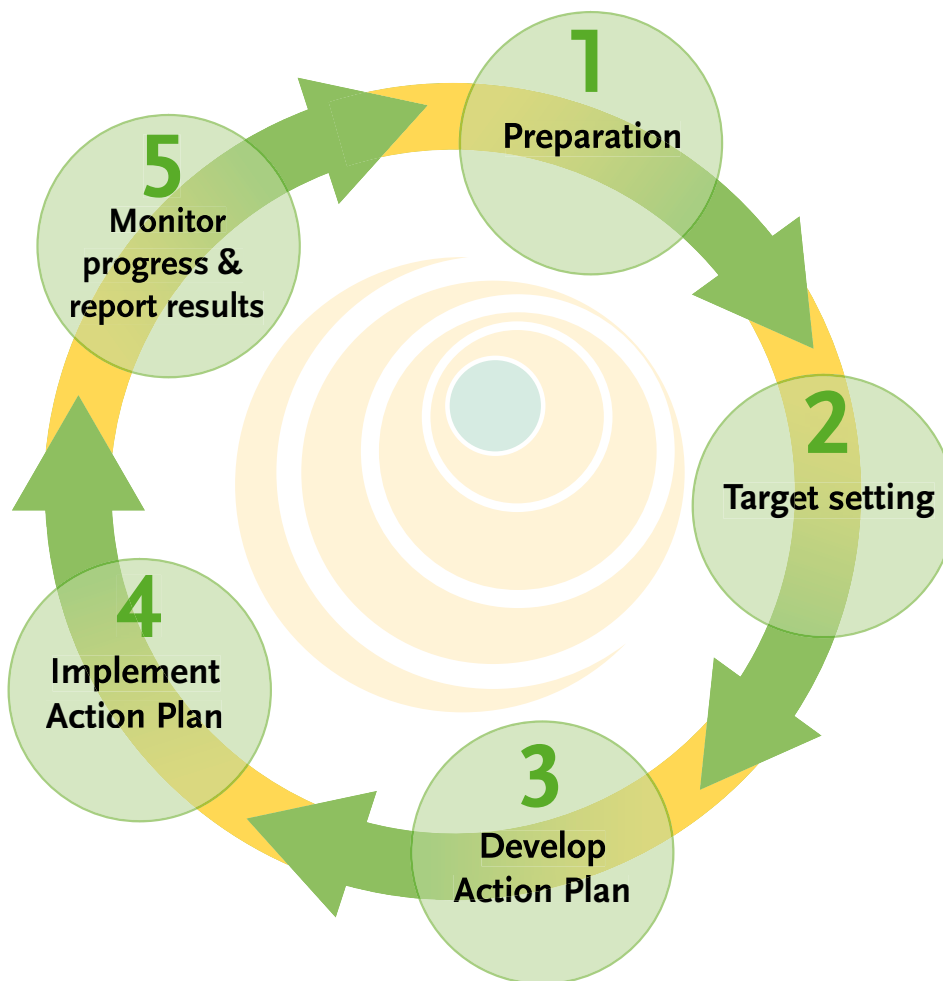 1
Preparation
2
Target setting
3
Develop
Action Plan
4
Implement
Action Plan
5
Monitor
progress &
report results